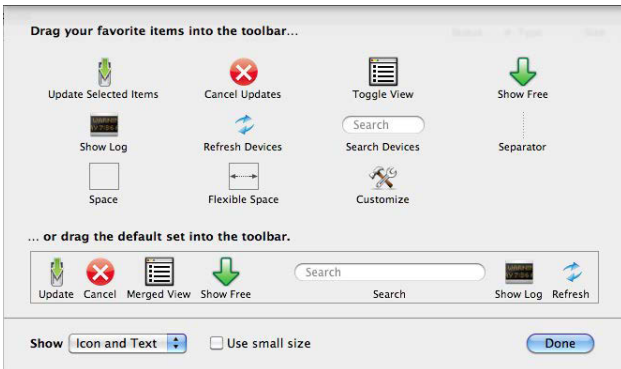 Drag your favorite items into the toolbar...
Update Selected Items Cancel Updates Toggle View Show Free
Search
Show Log Refresh Devices Search Devices Separator
Space Flexible Space Customize
... or drag the default set into the toolbar.
Search
Update Cancel Merged View Show Free Search Show Log Refresh
Show Icon and Text Use small size Done